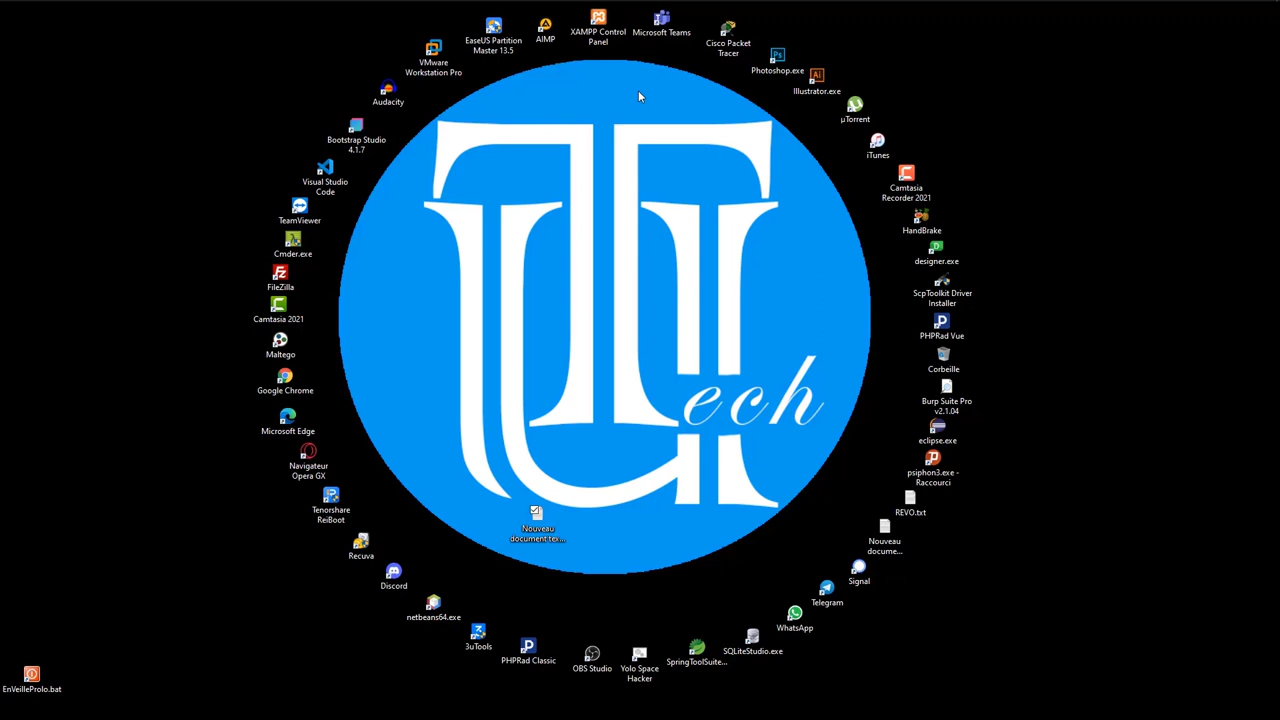 EaseUS Partition
Master 13.5
AIMP
XAMPP Control
Panel
Microsoft Teams
Cisco Packet
Tracer
VMware
Workstation Pro
Photoshop.exe
Ps
Illustrator.exe
Ai
Audacity
µTorrent
Bootstrap Studio
4.1.7
iTunes
Visual Studio
Code
Camtasia
Recorder 2021
TeamViewer
HandBrake
Cmder.exe
designer.exe
FileZilla
ScpToolkit Driver
Installer
Camtasia 2021
PHPRad Vue
Maltego
Corbeille
Google Chrome
Burp Suite Pro
v2.1.04
ech
Microsoft Edge
eclipse.exe
Navigateur
Opera GX
psiphon3.exe -
Raccourci
Tenorshare
ReiBoot
REVO.txt
Nouveau
document tex...
Nouveau
docume...
Recuva
Discord
Signal
Telegram
netbeans64.exe
WhatsApp
3uTools
PHPRad Classic
OBS Studio
Yolo Space
Hacker
SpringToolSuite...
SQLiteStudio.exe
EnVeilleProlo.bat